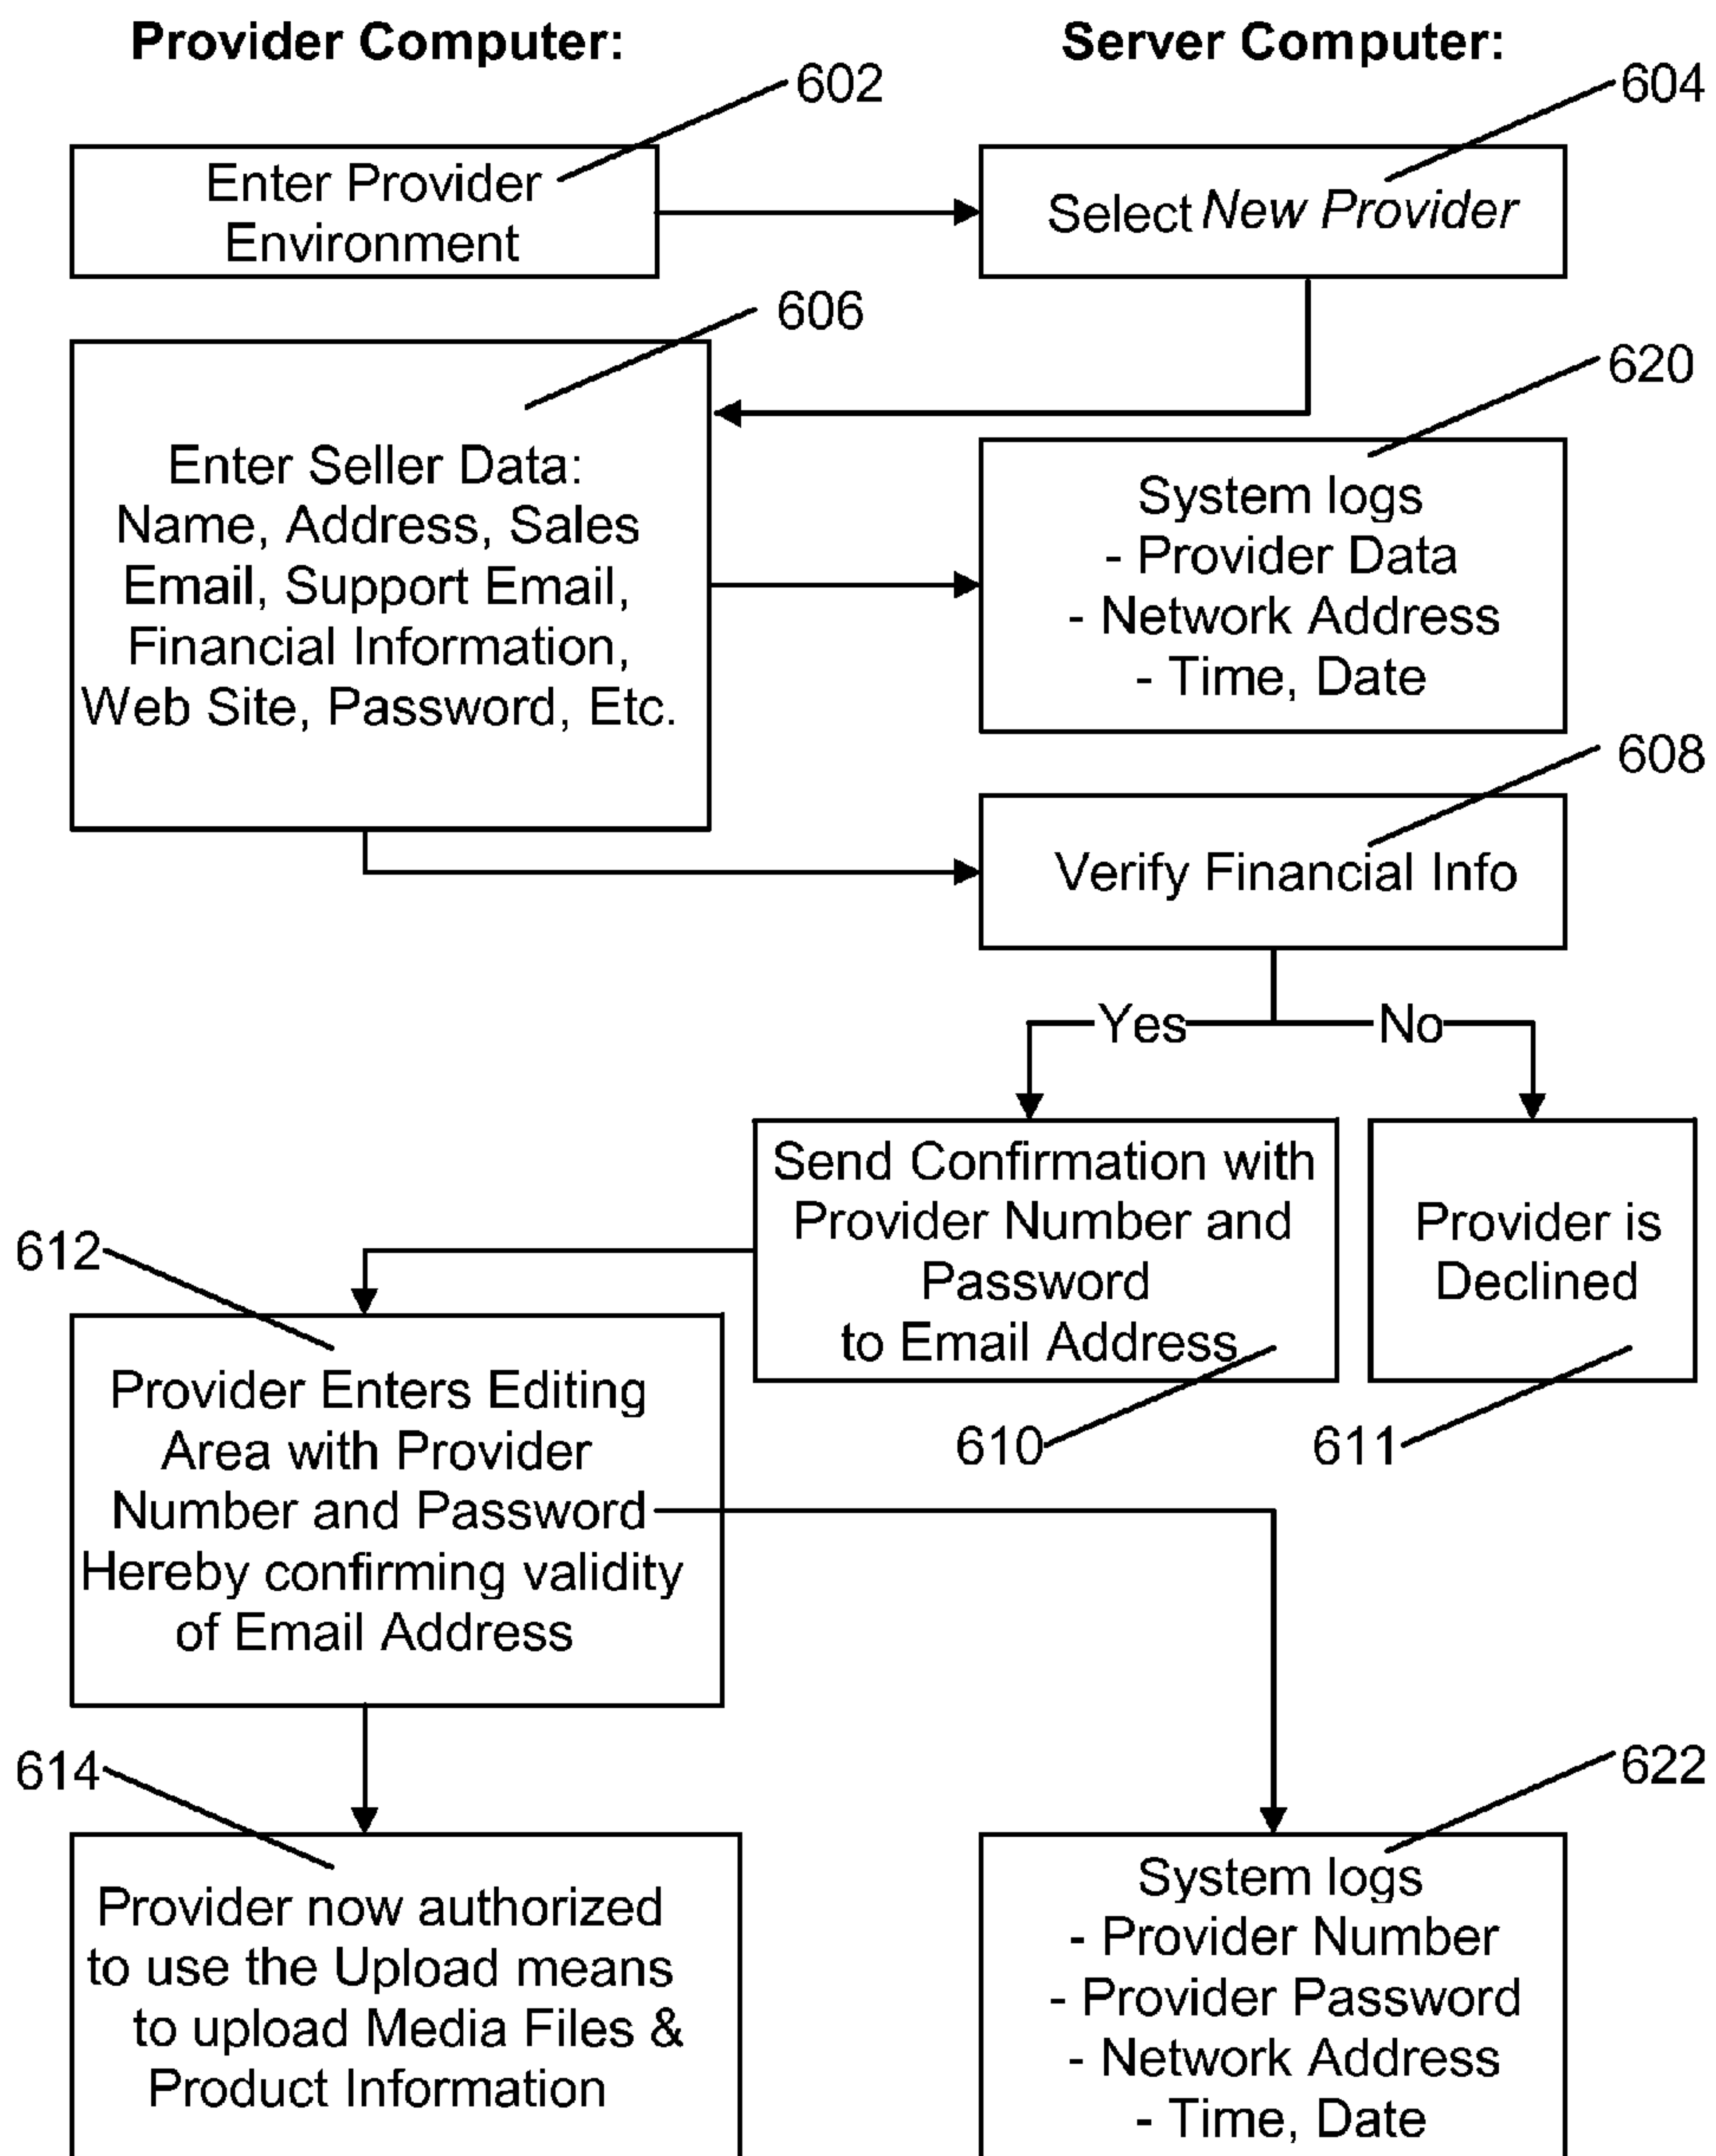 Provider Computer:
Server Computer:
602
604
Enter Provider
Environment
Select New Provider
606
620
Enter Seller Data:
Name, Address, Sales
Email, Support Email,
Financial Information,
Web Site, Password, Etc.
System logs
- Provider Data
- Network Address
- Time, Date
608
Verify Financial Info
Yes
No
Send Confirmation with
Provider Number and
Password
to Email Address
Provider is
Declined
612
610
611
Provider Enters Editing
Area with Provider
Number and Password
Hereby confirming validity
of Email Address
614
622
Provider now authorized
to use the Upload means
to upload Media Files &
Product Information
System logs
- Provider Number
- Provider Password
- Network Address
- Time, Date